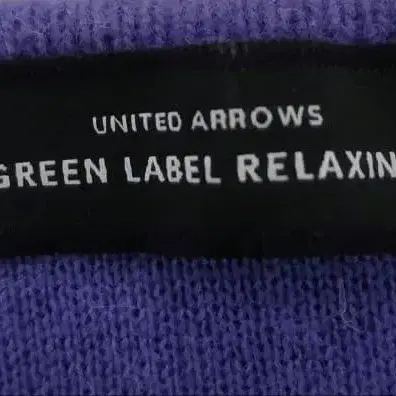 UNITED ARROWS
GREEN LABEL RELAXIN